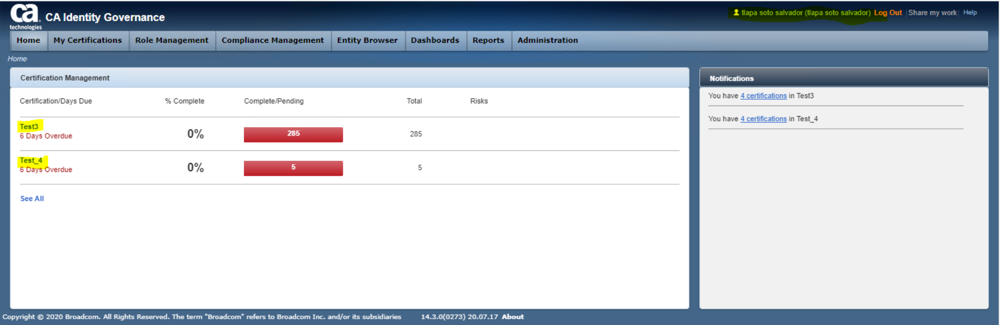 ca
technologies
CA Identity Governance
tlapa soto salvador (tlapa soto salvador) Log Out | Share my work | Help
Home My Certifications Role Management Compliance Management Entity Browser Dashboards Reports Administration
Home
Certification Management
Certification/Days Due % Complete Complete/Pending Total Risks
Test3
6 Days Overdue 0% 285 285
Test_4
6 Days Overdue 0% 5 5
See All
Notifications
You have 4 certifications in Test3
You have 4 certifications in Test_4
Copyright © 2020 Broadcom. All Rights Reserved. The term "Broadcom" refers to Broadcom Inc. and/or its subsidiaries 14.3.0(0273) 20.07.17 About